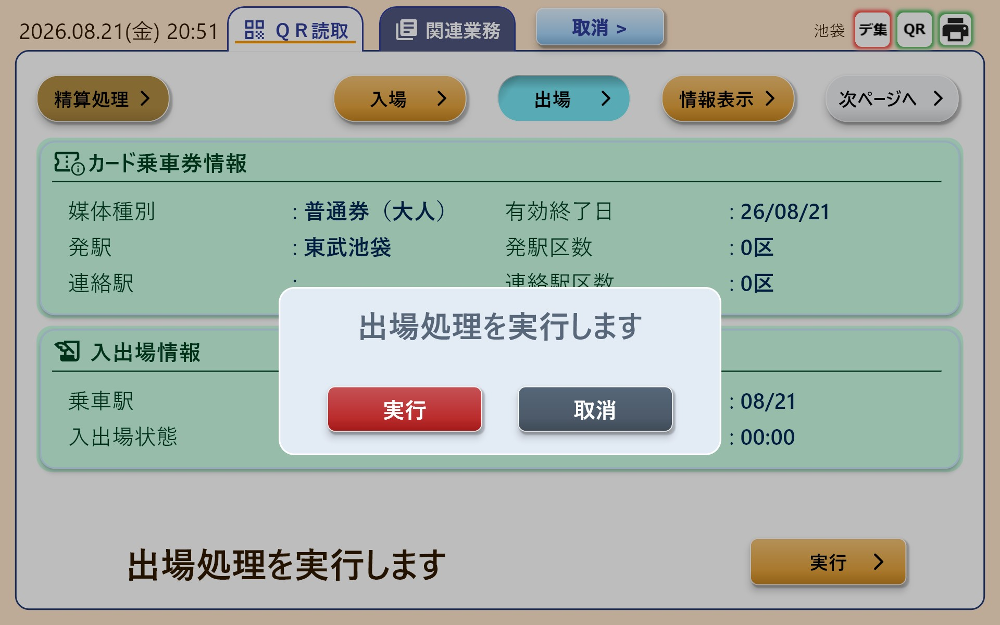 2026.08.21(金) 20:51
ＱＲ読取
関連業務
取消 >
池袋
デ集
QR
精算処理
入場
出場
情報表示
次ページへ
カード乗車券情報
媒体種別 : 普通券（大人） 有効終了日 : 26/08/21
発駅 : 東武池袋 発駅区数 : 0区
連絡駅 : 連絡駅区数 : 0区
入出場情報
乗車駅 : 08/21
入出場状態 : 00:00
出場処理を実行します
実行
取消
出場処理を実行します
実行